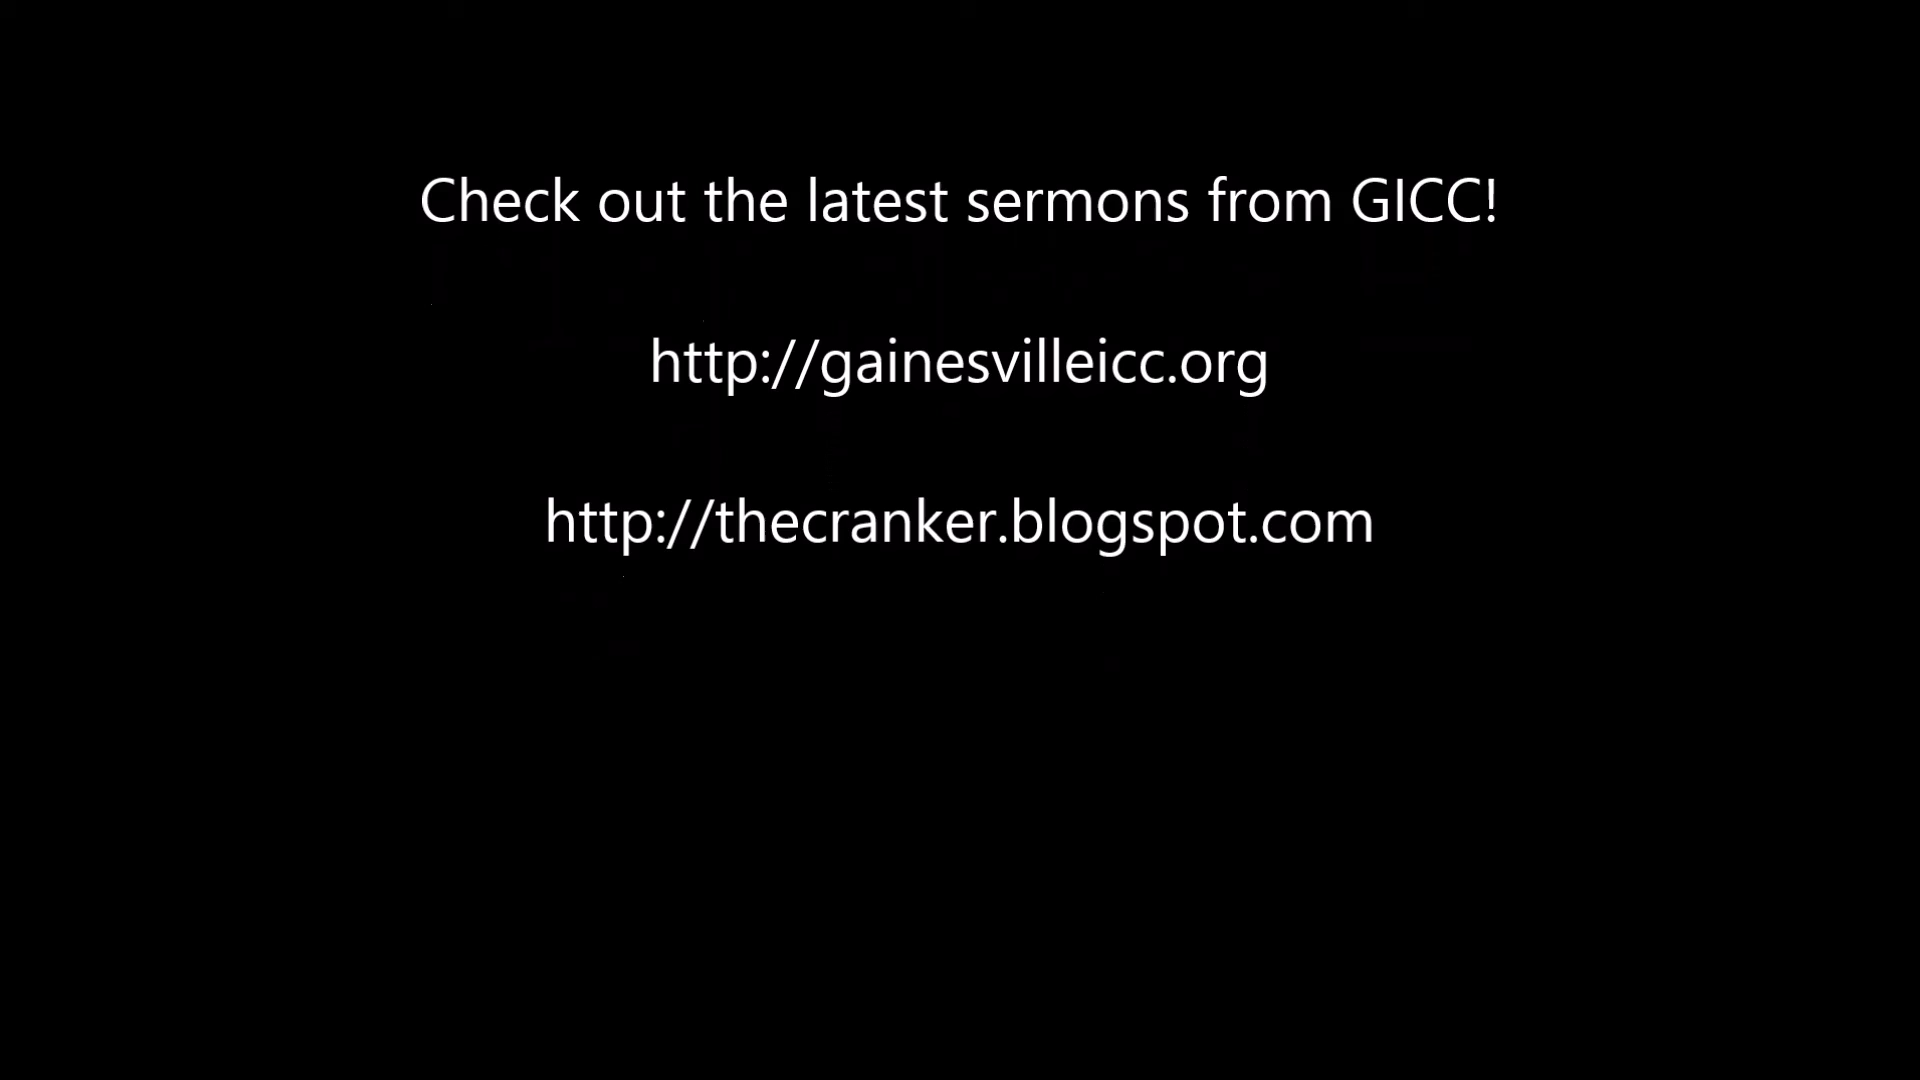 Check out the latest sermons from GICC!
http://gainesvilleicc.org
http://thecranker.blogspot.com